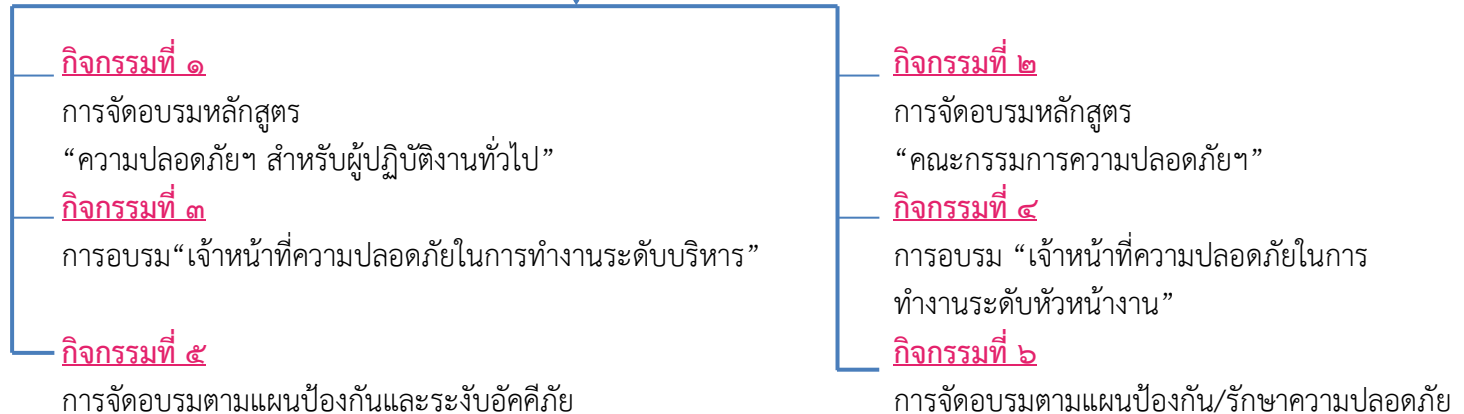 กิจกรรมที่ ๑
การจัดอบรมหลักสูตร
“ความปลอดภัยฯ สำหรับผู้ปฏิบัติงานทั่วไป”
กิจกรรมที่ ๒
การจัดอบรมหลักสูตร
“คณะกรรมการความปลอดภัยฯ”
กิจกรรมที่ ๓
การอบรม“เจ้าหน้าที่ความปลอดภัยในการทำงานระดับบริหาร”
กิจกรรมที่ ๔
การอบรม “เจ้าหน้าที่ความปลอดภัยในการ
ทำงานระดับหัวหน้างาน”
กิจกรรมที่ ๕
การจัดอบรมตามแผนป้องกันและระงับอัคคีภัย
กิจกรรมที่ ๖
การจัดอบรมตามแผนป้องกัน/รักษาความปลอดภัย